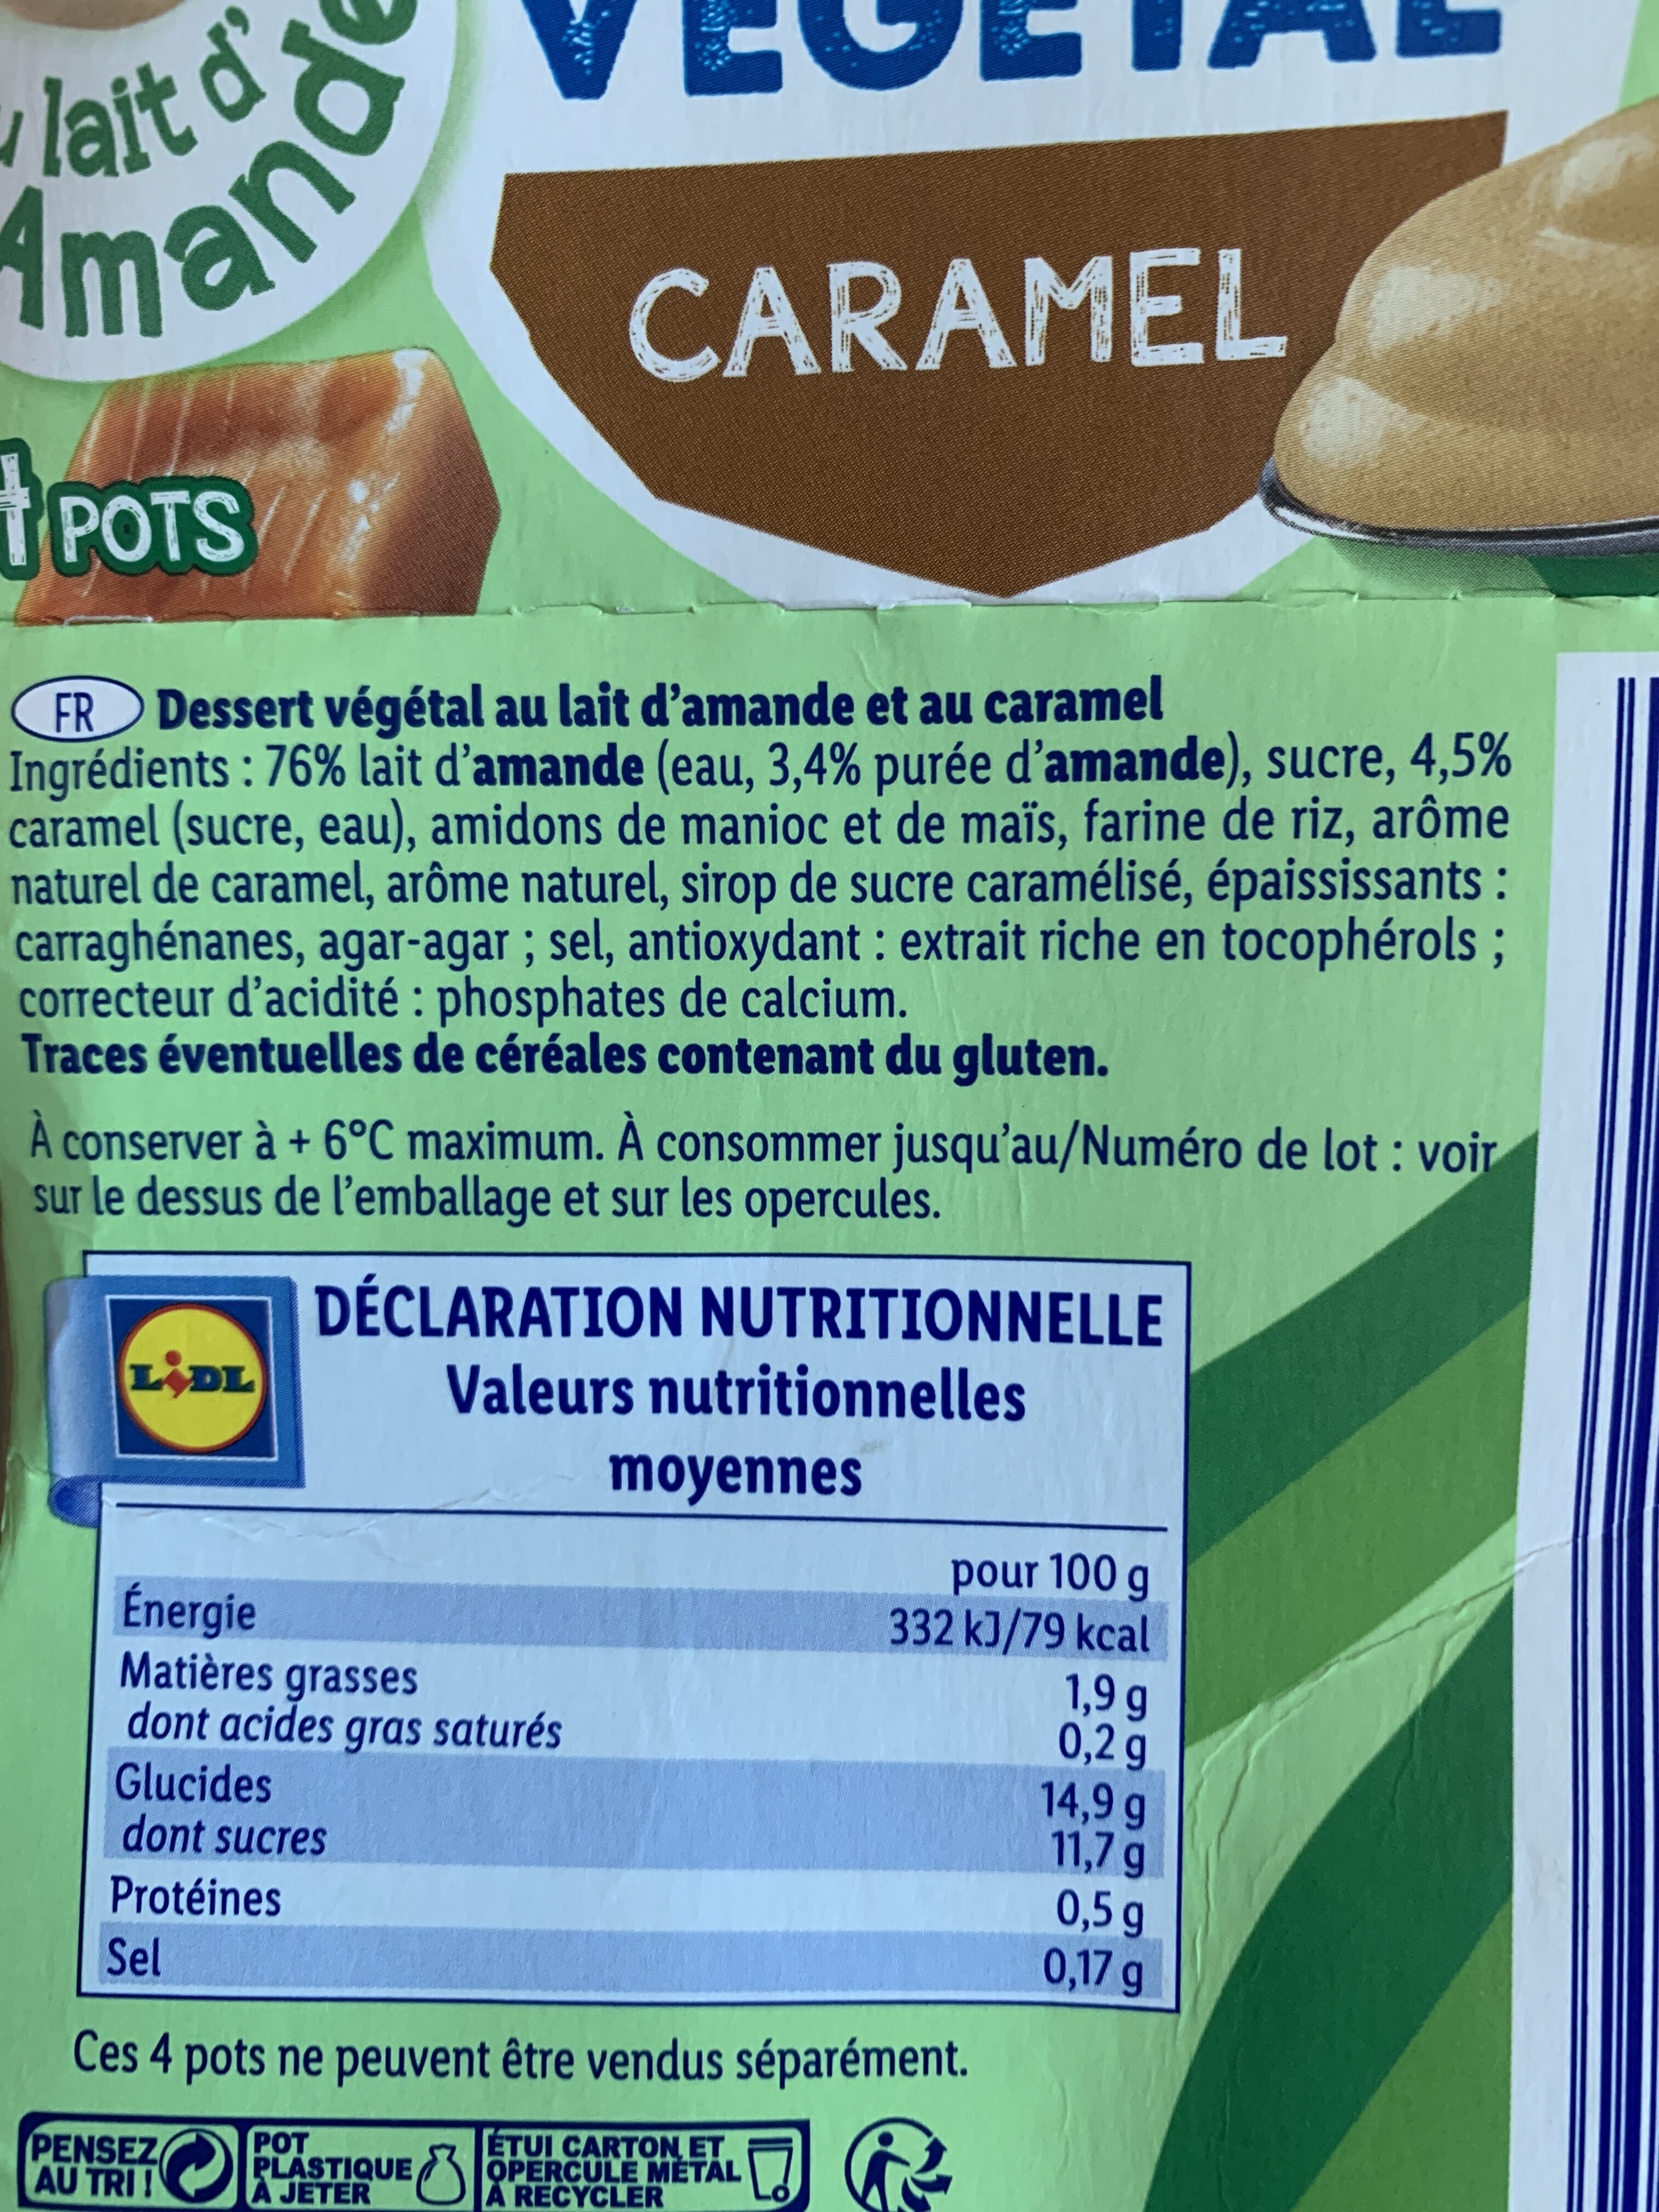 VÉGÉTAL
lait d'
Amande
CARAMEL
POTS
FR Dessert végétal au lait d'amande et au caramel
Ingrédients : 76% lait d'amande (eau, 3,4% purée d'amande), sucre, 4,5%
caramel (sucre, eau), amidons de manioc et de maïs, farine de riz, arôme
naturel de caramel, arôme naturel, sirop de sucre caramélisé, épaississants :
carraghénanes, agar-agar ; sel, antioxydant : extrait riche en tocophérols ;
correcteur d'acidité : phosphates de calcium.
Traces éventuelles de céréales contenant du gluten.
À conserver à + 6°C maximum. À consommer jusqu'au/Numéro de lot : voir
sur le dessus de l'emballage et sur les opercules.
LIDL
DÉCLARATION NUTRITIONNELLE
Valeurs nutritionnelles
moyennes
pour 100 g
Énergie 332 kJ/79 kcal
Matières grasses 1,9 g
dont acides gras saturés 0,2 g
Glucides 14,9 g
dont sucres 11,7 g
Protéines 0,5 g
Sel 0,17 g
Ces 4 pots ne peuvent être vendus séparément.
PENSEZ
AU TRI !
POT
PLASTIQUE
À JETER
ÉTUI CARTON ET
OPERCULE MÉTAL
À RECYCLER